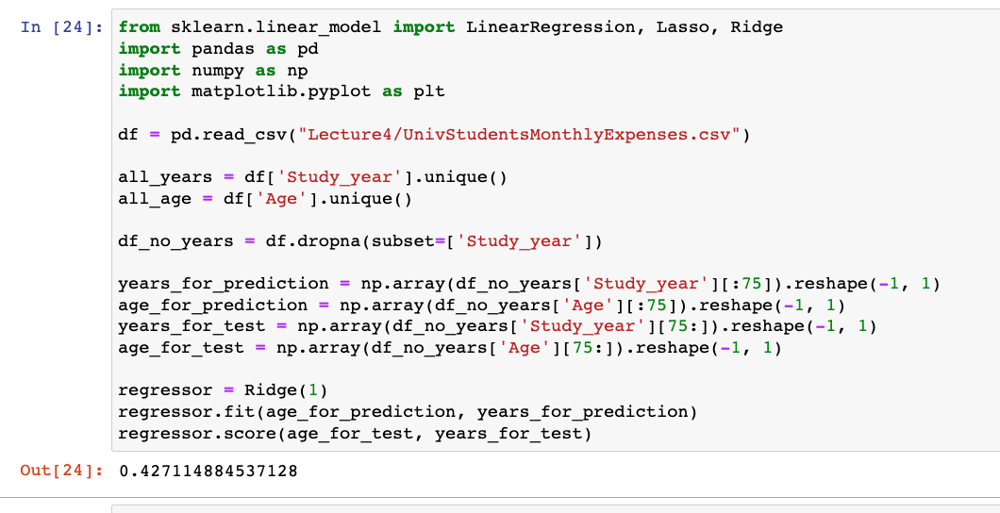 In [24]: from sklearn.linear_model import LinearRegression, Lasso, Ridge
import pandas as pd
import numpy as np
import matplotlib.pyplot as plt
df = pd.read_csv("Lecture4/UnivStudentsMonthlyExpenses.csv")
all_years = df['Study_year'].unique()
all_age = df['Age'].unique()
df_no_years = df.dropna(subset=['Study_year'])
years_for_prediction = np.array(df_no_years['Study_year'][:75]).reshape(-1, 1)
age_for_prediction = np.array(df_no_years['Age'][:75]).reshape(-1, 1)
years_for_test = np.array(df_no_years['Study_year'][75:]).reshape(-1, 1)
age_for_test = np.array(df_no_years['Age'][75:]).reshape(-1, 1)
regressor = Ridge(1)
regressor.fit(age_for_prediction, years_for_prediction)
regressor.score(age_for_test, years_for_test)
Out[24]: 0.427114884537128